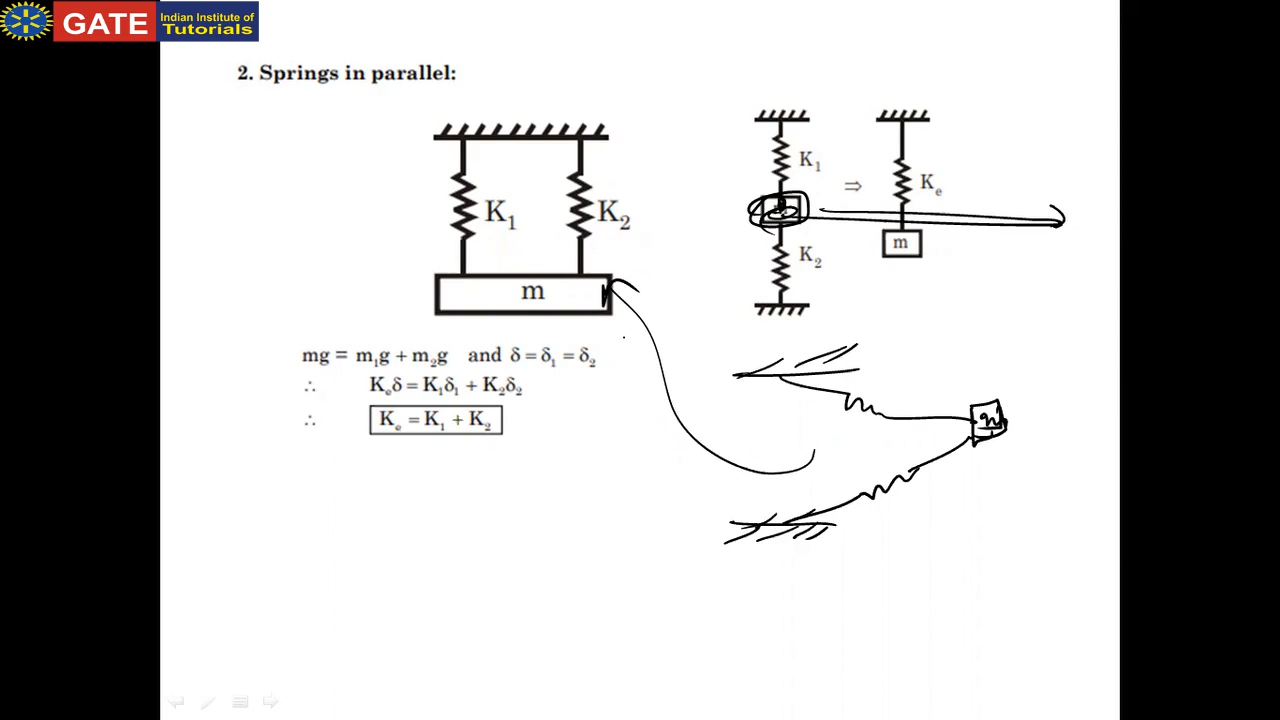 GATE
Indian Institute of
Tutorials
2. Springs in parallel:
K₁
K₂
m
K₁
K₂
⇒
Kₑ
m
mg = m₁g + m₂g and δ = δ₁ = δ₂
∴ Kₑδ = K₁δ₁ + K₂δ₂
∴ Kₑ = K₁ + K₂